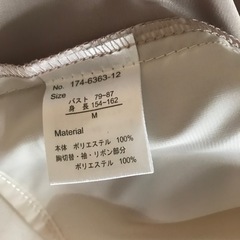 No. 174-6363-12
Size
バスト 79-87
身 長 154-162
M
Material
本体 ポリエステル 100%
胸切替・袖・リボン部分
ポリエステル 100%